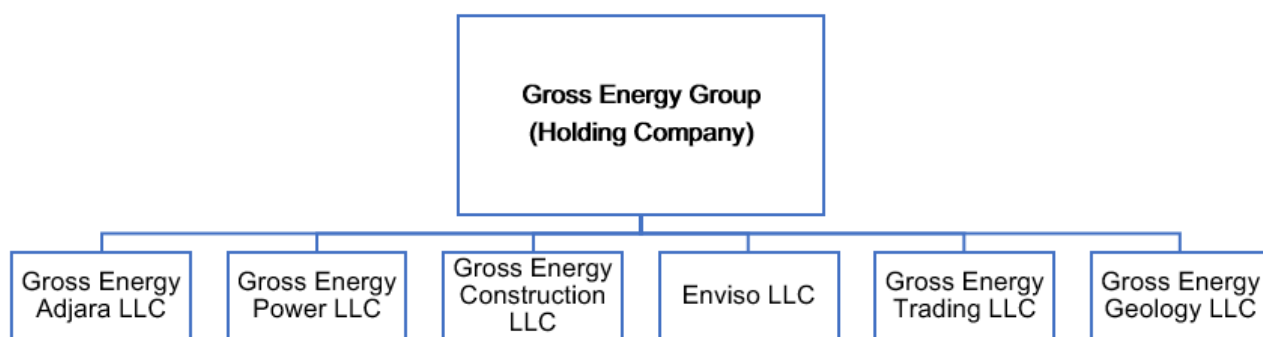 Gross Energy Group
(Holding Company)
Gross Energy
Adjara LLC
Gross Energy
Power LLC
Gross Energy
Construction
LLC
Enviso LLC
Gross Energy
Trading LLC
Gross Energy
Geology LLC